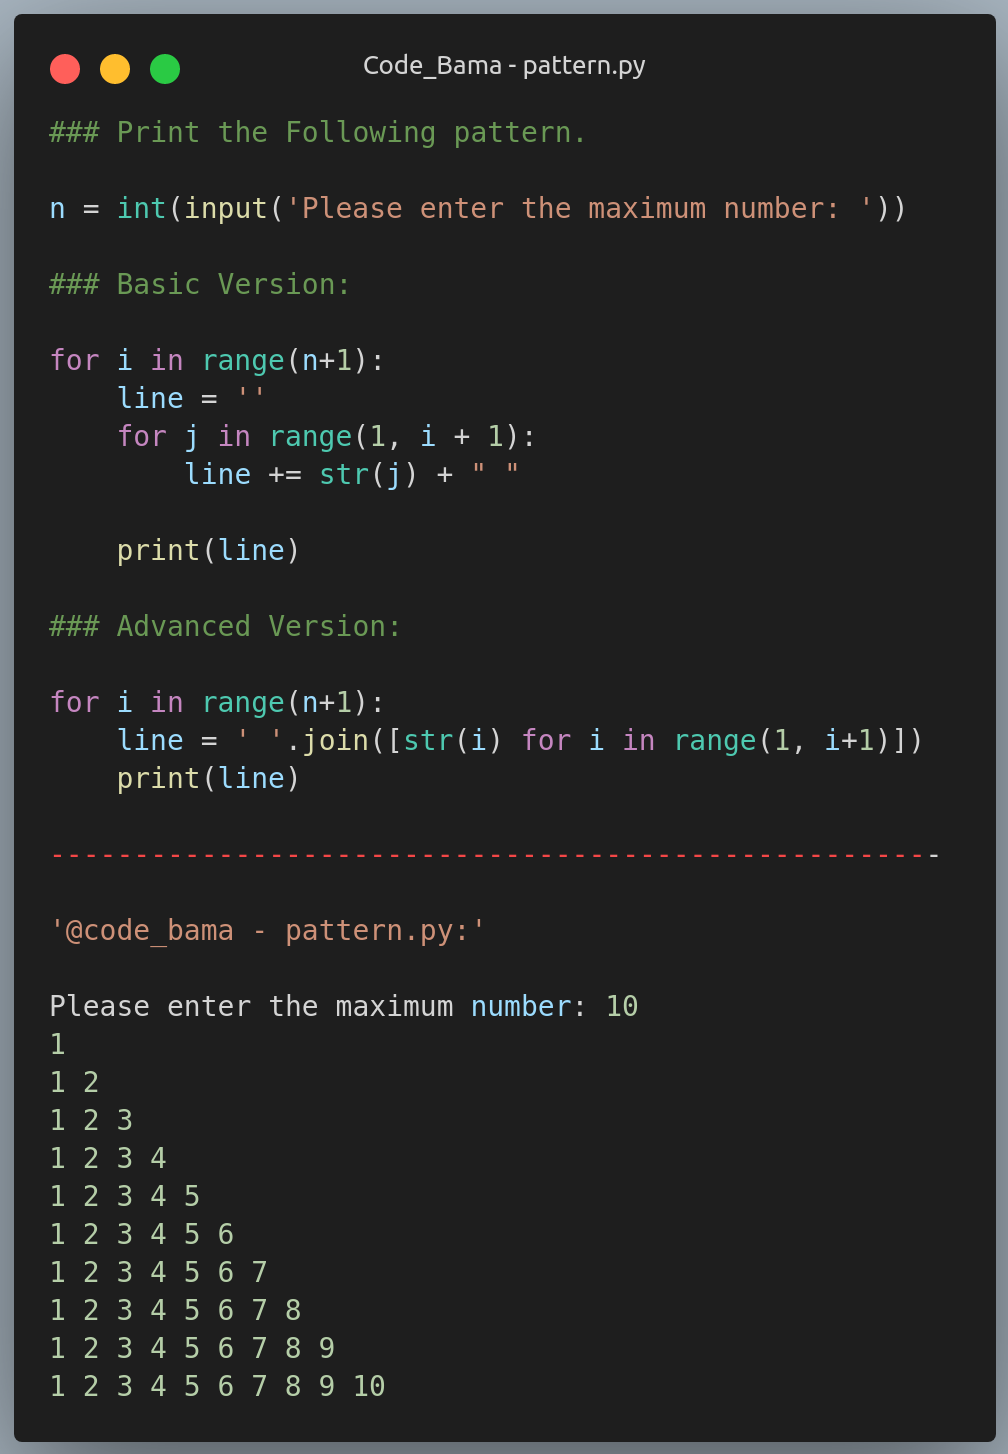 Code_Bama - pattern.py
### Print the Following pattern.
n = int(input('Please enter the maximum number: '))
### Basic Version:
for i in range(n+1):
    line = ''
    for j in range(1, i + 1):
        line += str(j) + " "
    print(line)
### Advanced Version:
for i in range(n+1):
    line = ' '.join([str(i) for i in range(1, i+1)])
    print(line)
-----------------------------------------------------
'@code_bama - pattern.py:'
Please enter the maximum number: 10
1
1 2
1 2 3
1 2 3 4
1 2 3 4 5
1 2 3 4 5 6
1 2 3 4 5 6 7
1 2 3 4 5 6 7 8
1 2 3 4 5 6 7 8 9
1 2 3 4 5 6 7 8 9 10